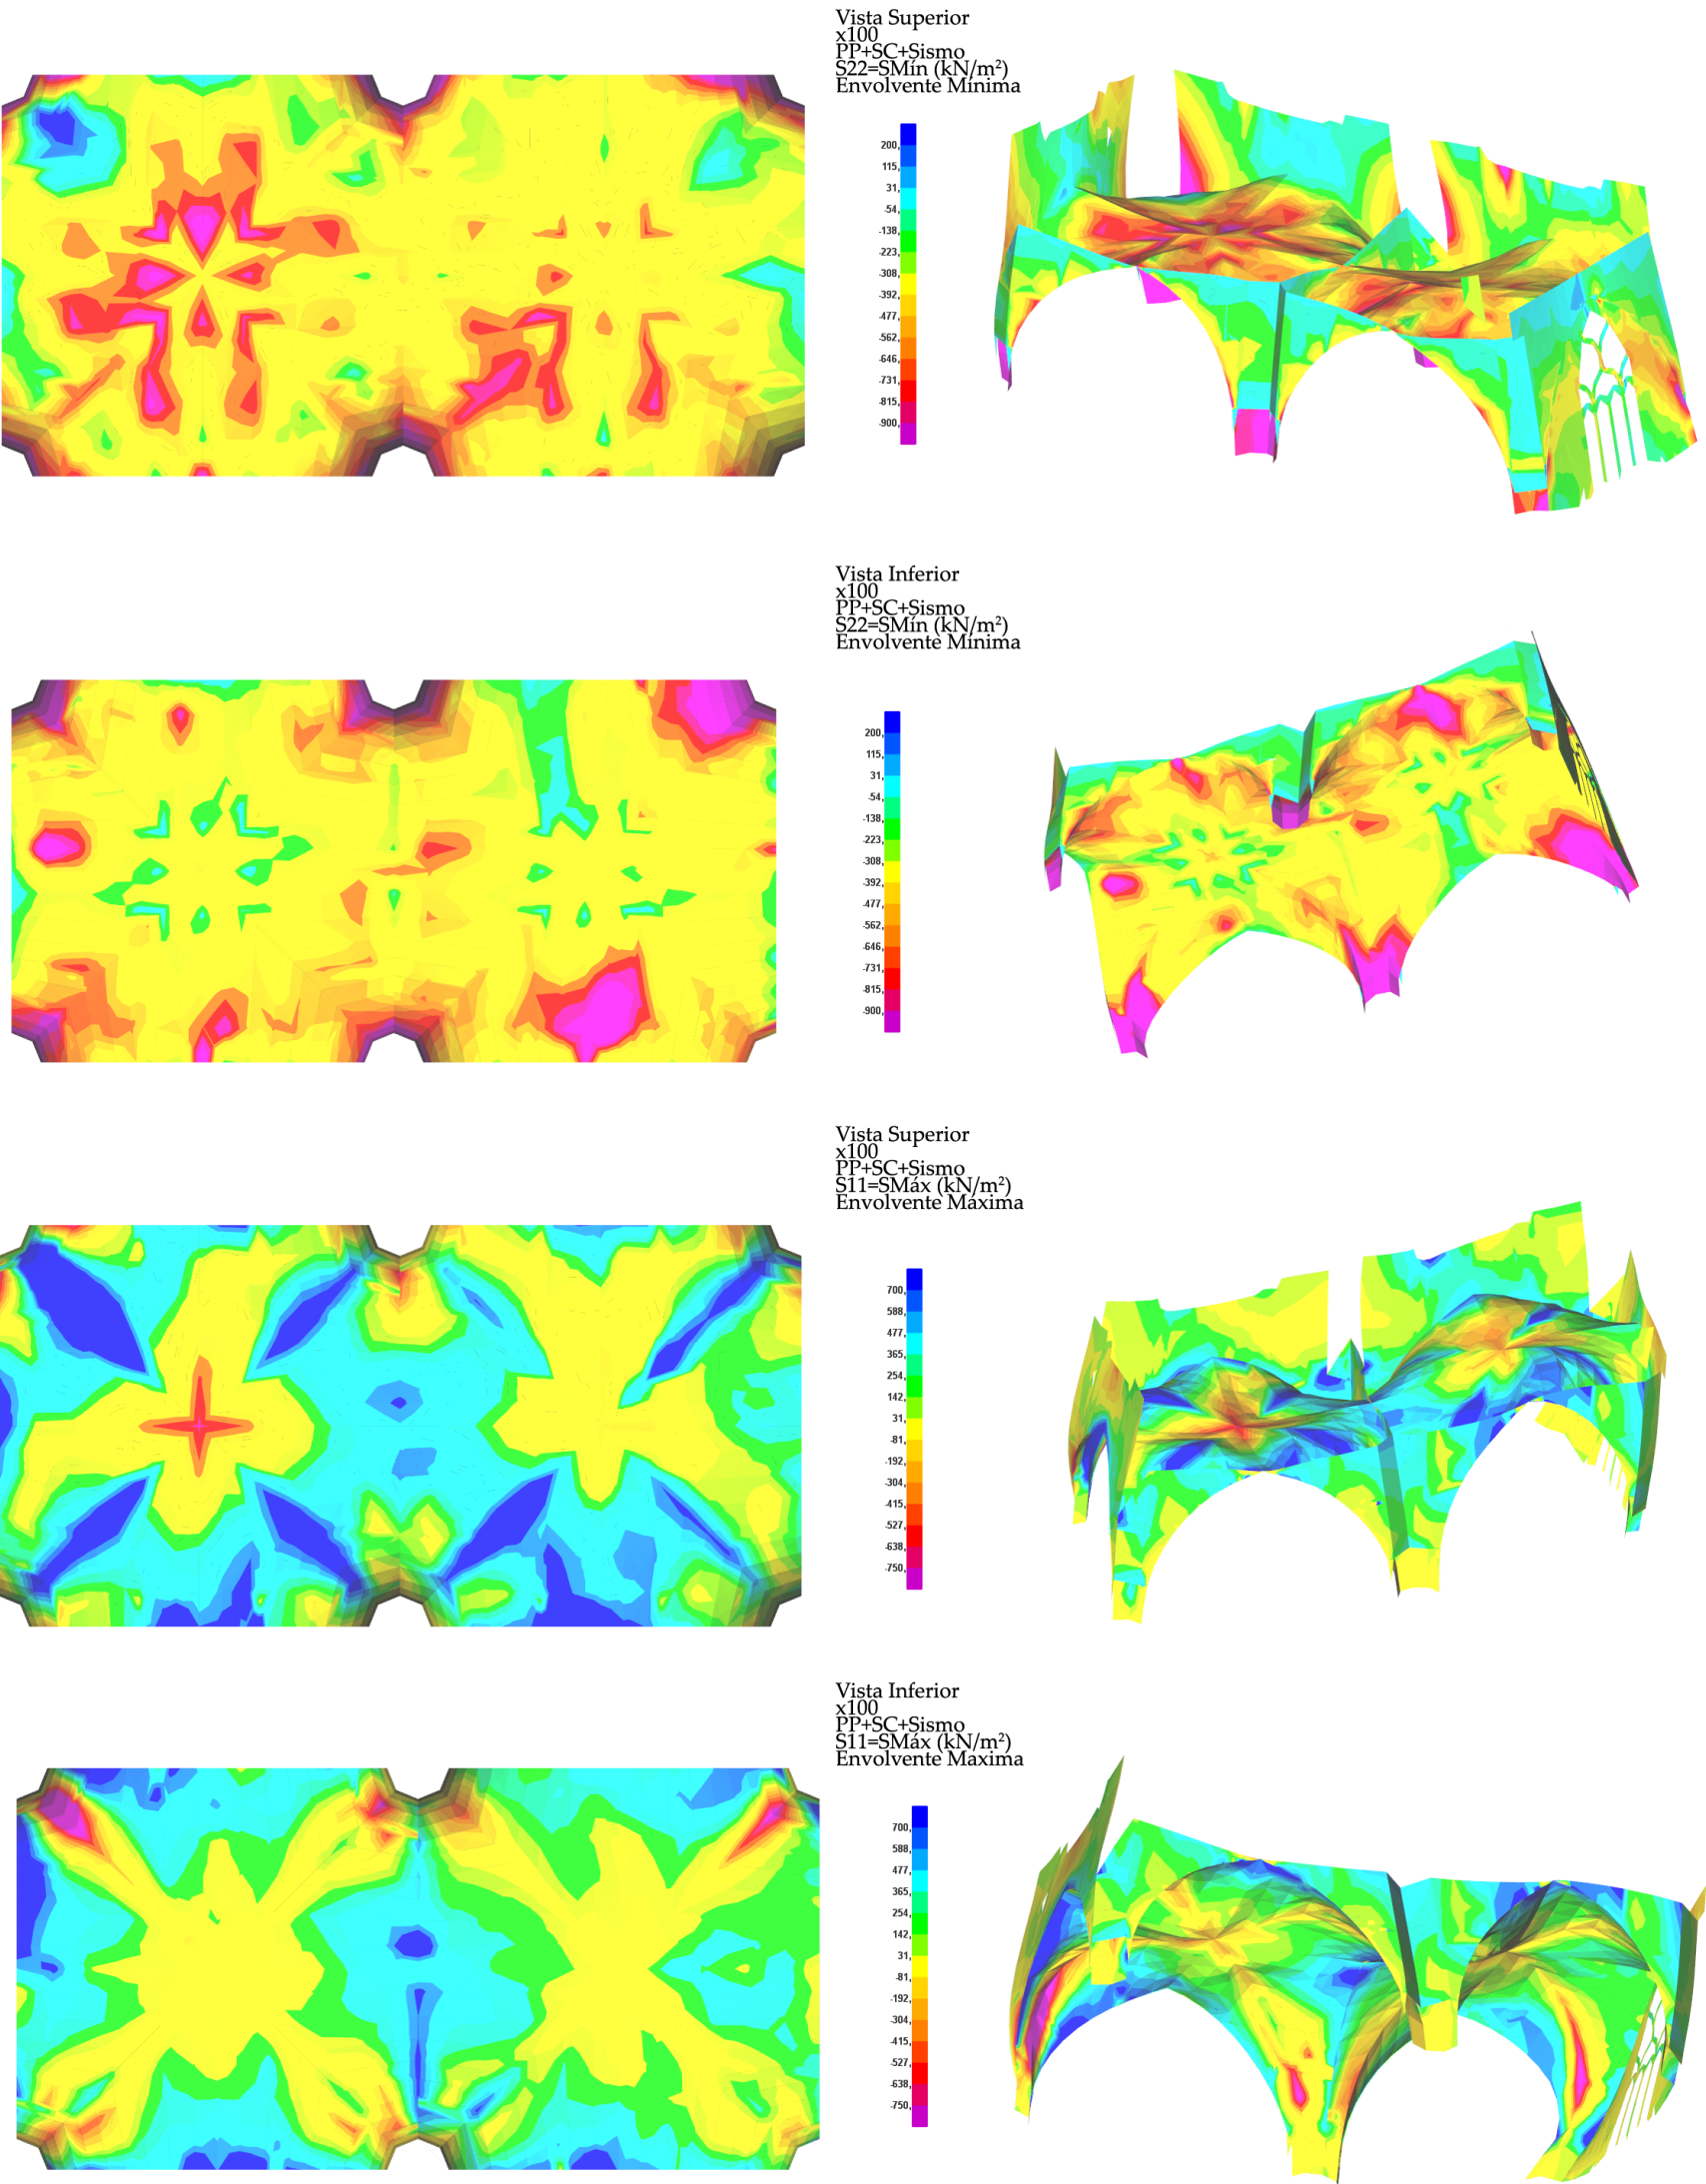 Vista Superior
x100
PP+SC+Sismo
S22=SMín (kN/m²)
Envolvente Mínima
200,
115,
31,
54,
-138,
-223,
-308,
-392,
-477,
-562,
-646,
-731,
-815,
-900,
Vista Inferior
x100
PP+SC+Sismo
S22=SMín (kN/m²)
Envolvente Mínima
200,
115,
31,
54,
-138,
-223,
-308,
-392,
-477,
-562,
-646,
-731,
-815,
-900,
Vista Superior
x100
PP+SC+Sismo
S11=SMáx (kN/m²)
Envolvente Máxima
700,
588,
477,
365,
254,
142,
31,
-81,
-192,
-304,
-415,
-527,
-638,
-750,
Vista Inferior
x100
PP+SC+Sismo
S11=SMáx (kN/m²)
Envolvente Maxima
700,
588,
477,
365,
254,
142,
31,
-81,
-192,
-304,
-415,
-527,
-638,
-750,